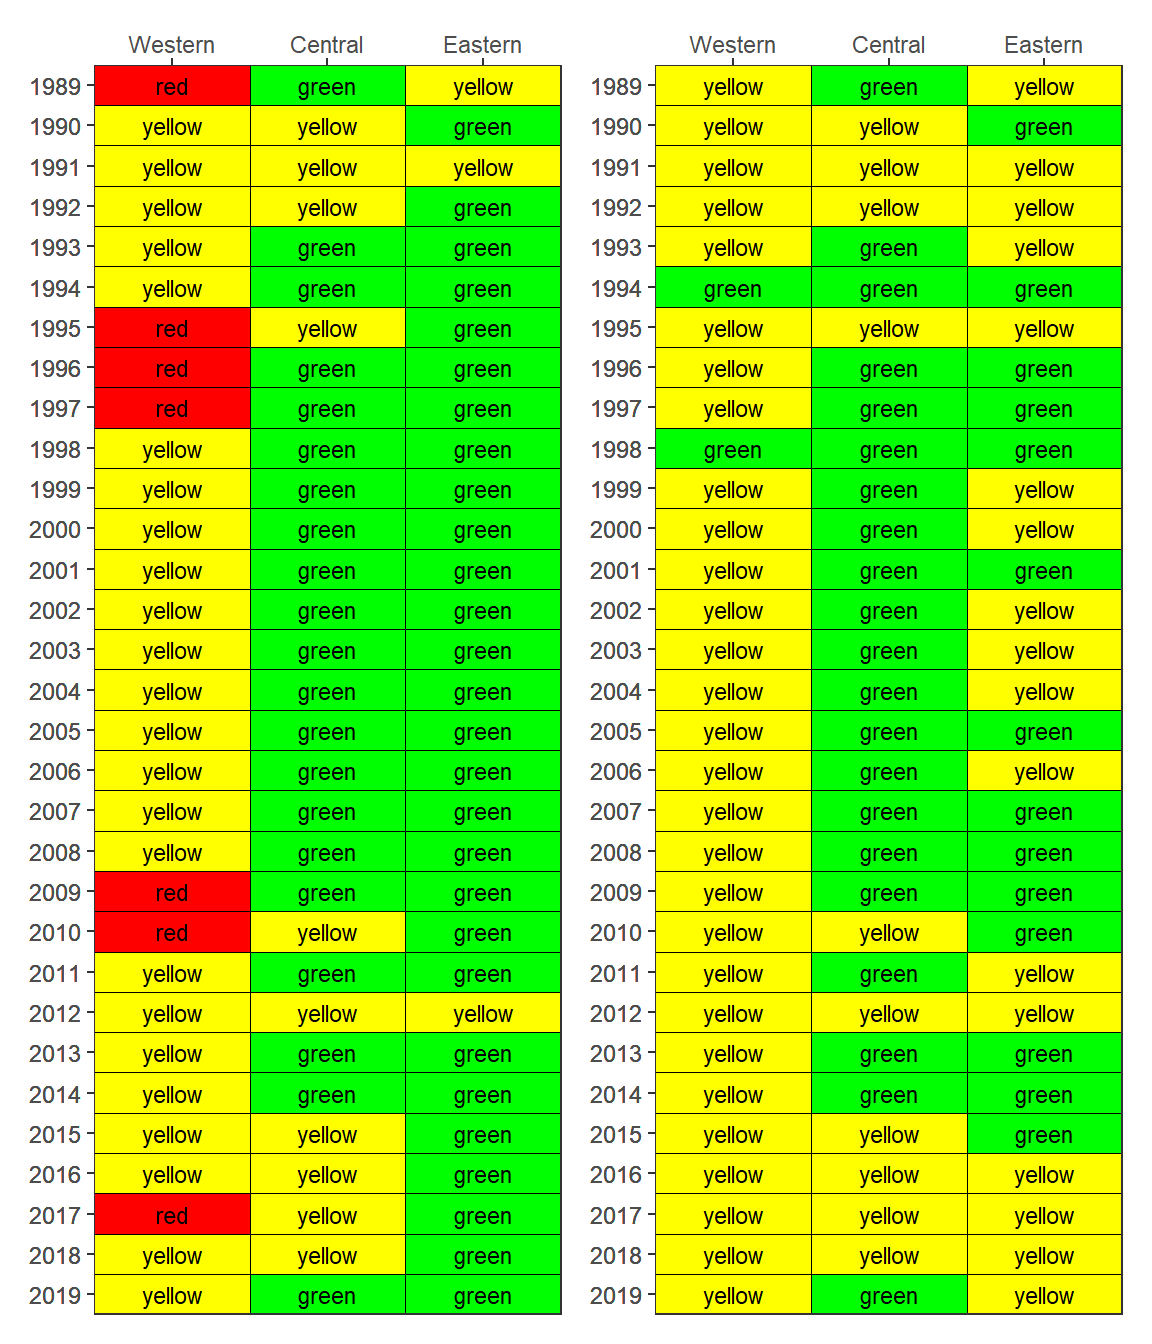 Western Central Eastern Western Central Eastern
1989 red green yellow 1989 yellow green yellow
1990 yellow yellow green 1990 yellow yellow green
1991 yellow yellow yellow 1991 yellow yellow yellow
1992 yellow yellow green 1992 yellow yellow yellow
1993 yellow green green 1993 yellow green yellow
1994 yellow green green 1994 green green green
1995 red yellow green 1995 yellow yellow yellow
1996 red green green 1996 yellow green green
1997 red green green 1997 yellow green green
1998 yellow green green 1998 green green green
1999 yellow green green 1999 yellow green yellow
2000 yellow green green 2000 yellow green yellow
2001 yellow green green 2001 yellow green green
2002 yellow green green 2002 yellow green yellow
2003 yellow green green 2003 yellow green yellow
2004 yellow green green 2004 yellow green yellow
2005 yellow green green 2005 yellow green green
2006 yellow green green 2006 yellow green yellow
2007 yellow green green 2007 yellow green green
2008 yellow green green 2008 yellow green green
2009 red green green 2009 yellow green green
2010 red yellow green 2010 yellow yellow green
2011 yellow green green 2011 yellow green yellow
2012 yellow yellow yellow 2012 yellow yellow yellow
2013 yellow green green 2013 yellow green green
2014 yellow green green 2014 yellow green green
2015 yellow yellow green 2015 yellow yellow green
2016 yellow yellow green 2016 yellow yellow yellow
2017 red yellow green 2017 yellow yellow yellow
2018 yellow yellow green 2018 yellow yellow yellow
2019 yellow green green 2019 yellow green yellow